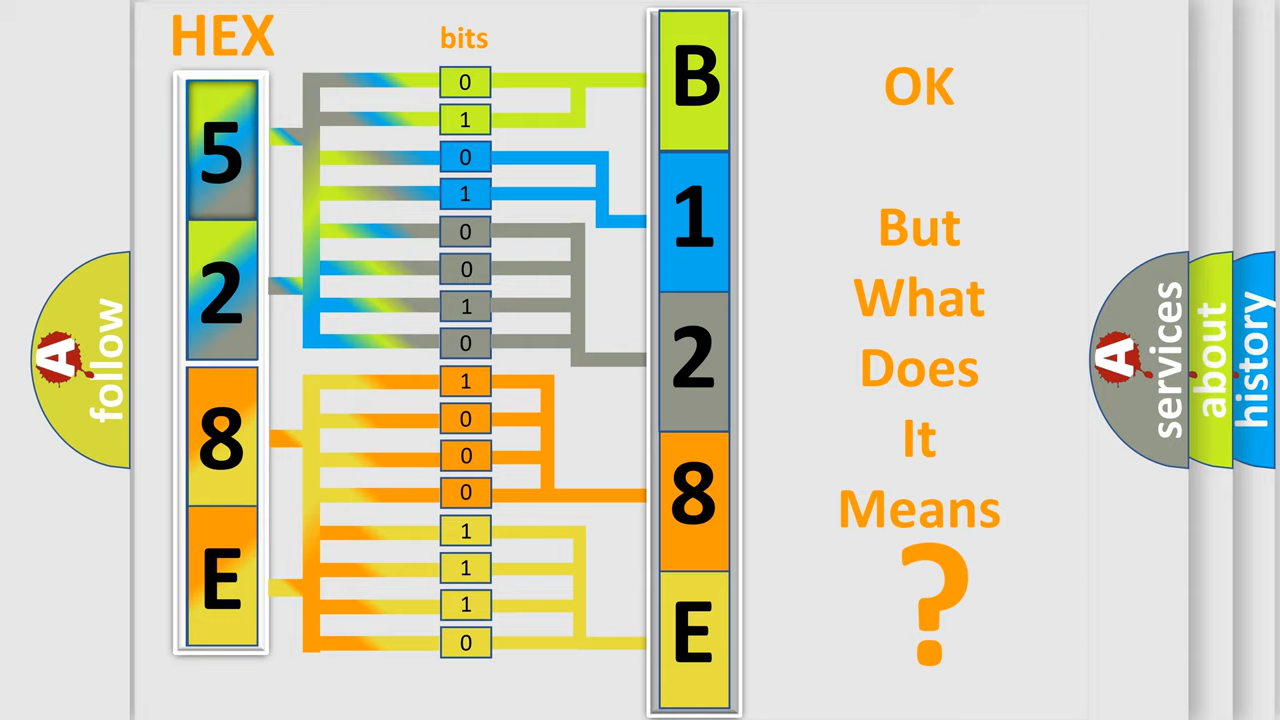 HEX
bits
5
2
8
E
0
1
0
1
0
0
1
0
1
0
0
0
1
1
1
0
B
1
2
8
E
OK
But
What
Does
It
Means
?
A
follow
A
services
about
history